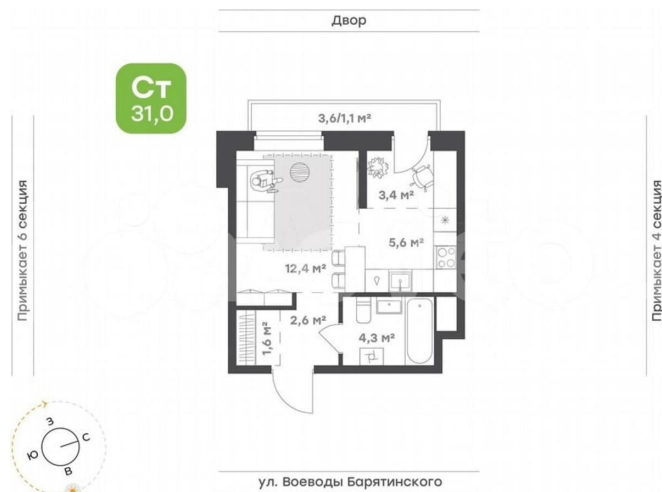 Двор
Ст
31,0
3,6/1,1 м²
3,4 м²
5,6 м²
12,4 м²
2,6 м²
1,6 м²
4,3 м²
Примыкает 6 секция
Примыкает 4 секция
З
С
Ю
В
ул. Воеводы Барятинского